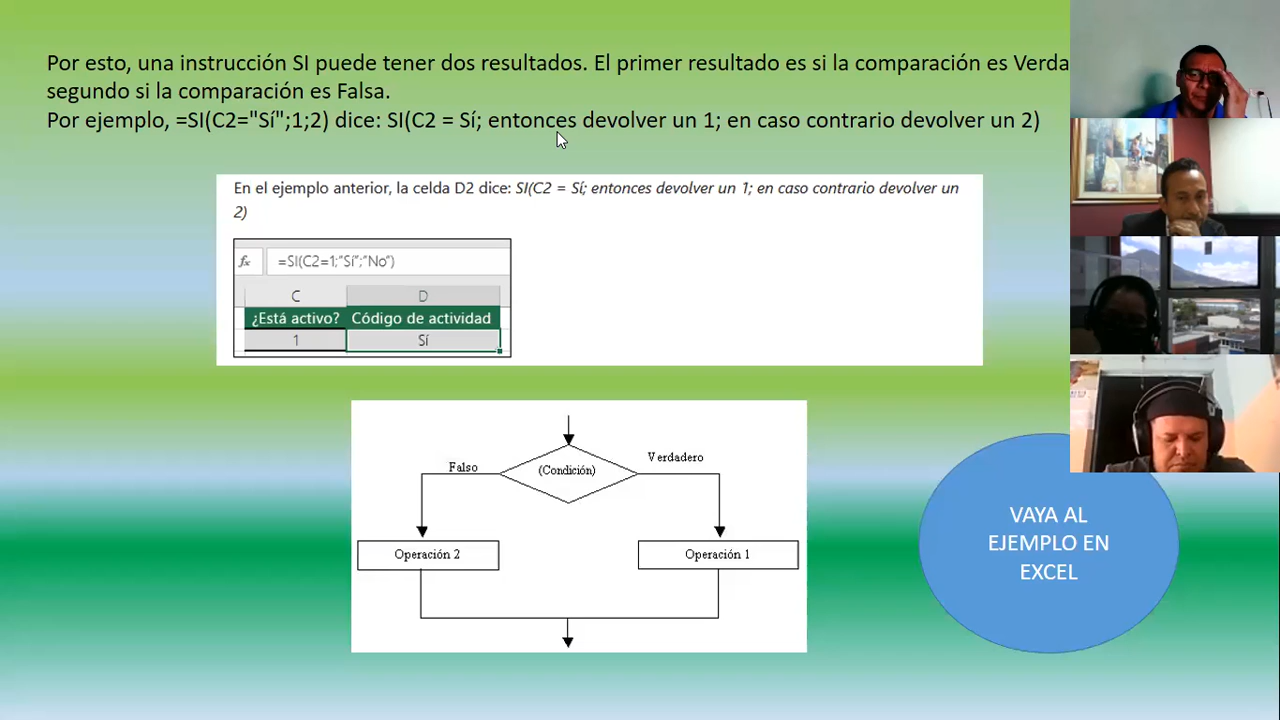 Por esto, una instrucción SI puede tener dos resultados. El primer resultado es si la comparación es Verda
segundo si la comparación es Falsa.
Por ejemplo, =SI(C2="Sí";1;2) dice: SI(C2 = Sí; entonces devolver un 1; en caso contrario devolver un 2)
En el ejemplo anterior, la celda D2 dice: SI(C2 = Sí; entonces devolver un 1; en caso contrario devolver un
2)
fx =SI(C2=1;"Sí";"No")
C D
¿Está activo? Código de actividad
1 Sí
Falso (Condición) Verdadero
Operación 2 Operación 1
VAYA AL
EJEMPLO EN
EXCEL